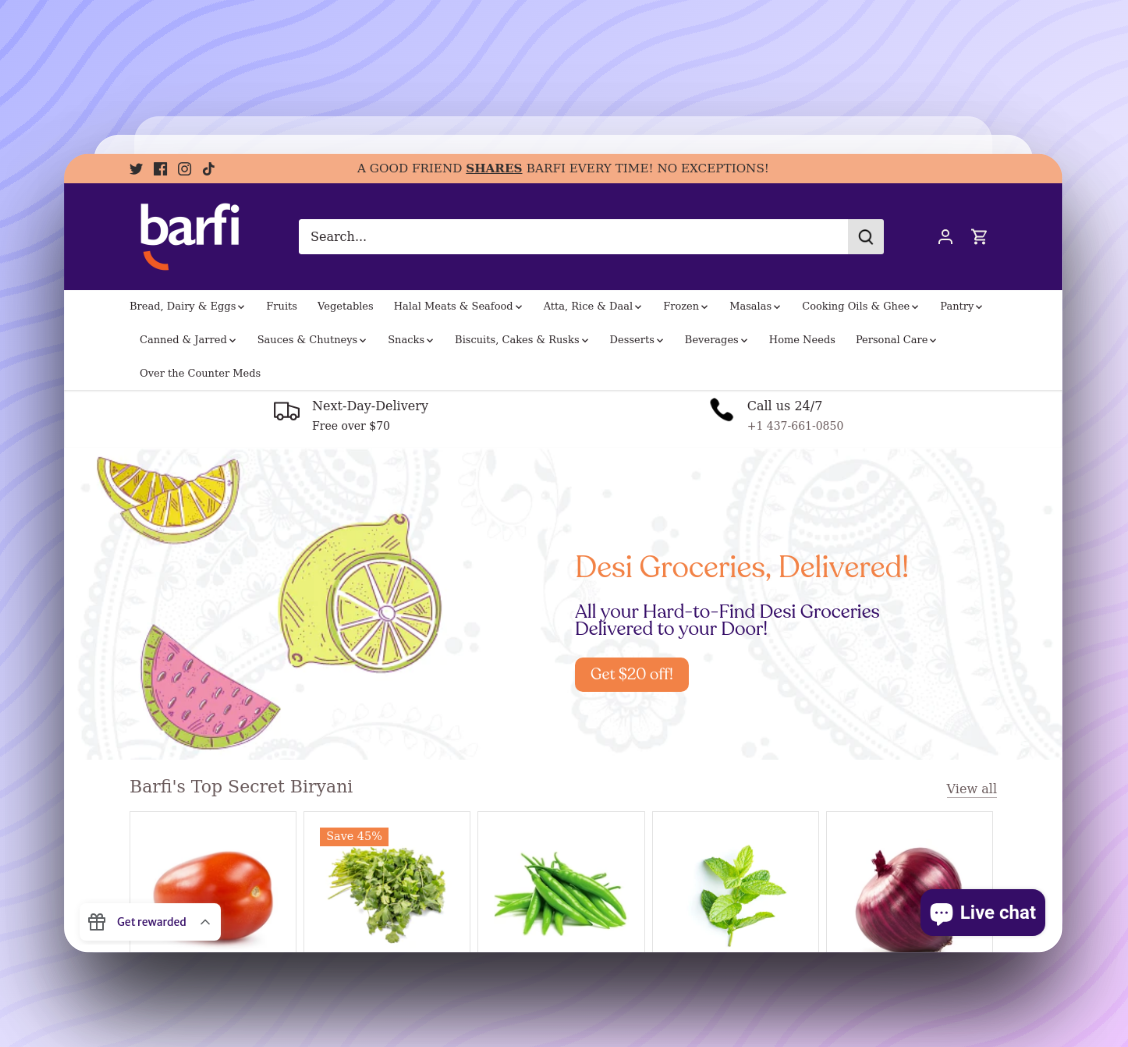 A GOOD FRIEND SHARES BARFI EVERY TIME! NO EXCEPTIONS!
barfi
Search...
Bread, Dairy & Eggs Fruits Vegetables Halal Meats & Seafood Atta, Rice & Daal Frozen Masalas Cooking Oils & Ghee Pantry
Canned & Jarred Sauces & Chutneys Snacks Biscuits, Cakes & Rusks Desserts Beverages Home Needs Personal Care
Over the Counter Meds
Next-Day-Delivery
Free over $70
Call us 24/7
+1 437-661-0850
Desi Groceries, Delivered!
All your Hard-to-Find Desi Groceries
Delivered to your Door!
Get $20 off!
Barfi's Top Secret Biryani
View all
Save 45%
Get rewarded
Live chat